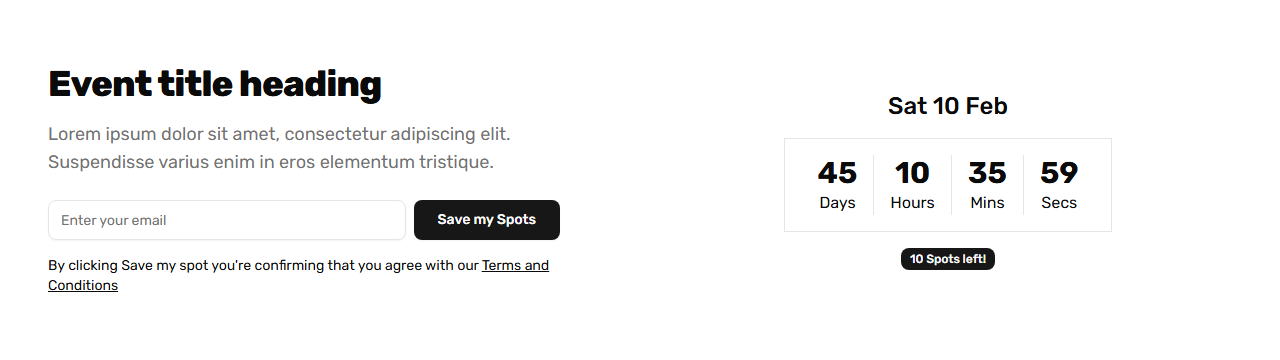 Event title heading
Lorem ipsum dolor sit amet, consectetur adipiscing elit.
Suspendisse varius enim in eros elementum tristique.
Enter your email
Save my Spots
By clicking Save my spot you're confirming that you agree with our Terms and
Conditions
Sat 10 Feb
45 10 35 59
Days Hours Mins Secs
10 Spots left!